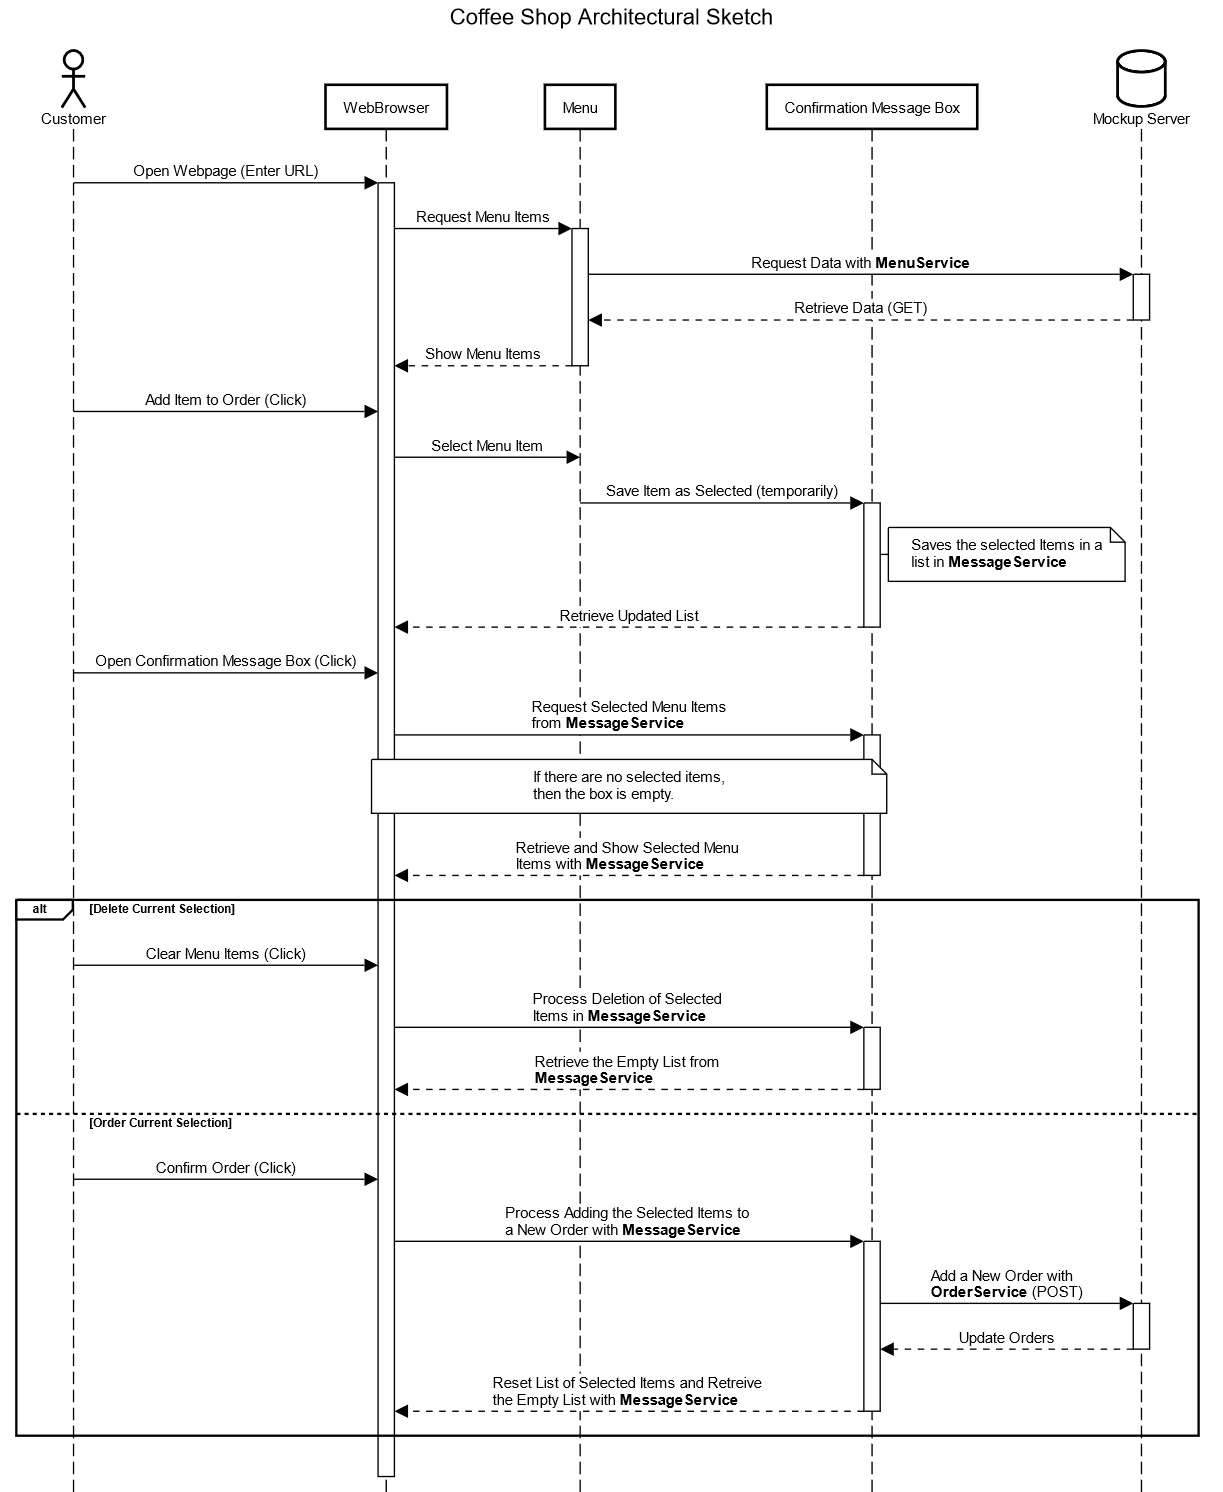 Coffee Shop Architectural Sketch
Customer
WebBrowser
Menu
Confirmation Message Box
Mockup Server
Open Webpage (Enter URL)
Request Menu Items
Request Data with MenuService
Retrieve Data (GET)
Show Menu Items
Add Item to Order (Click)
Select Menu Item
Save Item as Selected (temporarily)
Saves the selected Items in a
list in MessageService
Retrieve Updated List
Open Confirmation Message Box (Click)
Request Selected Menu Items
from MessageService
If there are no selected items,
then the box is empty.
Retrieve and Show Selected Menu
Items with MessageService
alt
[Delete Current Selection]
Clear Menu Items (Click)
Process Deletion of Selected
Items in MessageService
Retrieve the Empty List from
MessageService
[Order Current Selection]
Confirm Order (Click)
Process Adding the Selected Items to
a New Order with MessageService
Add a New Order with
OrderService (POST)
Update Orders
Reset List of Selected Items and Retreive
the Empty List with MessageService